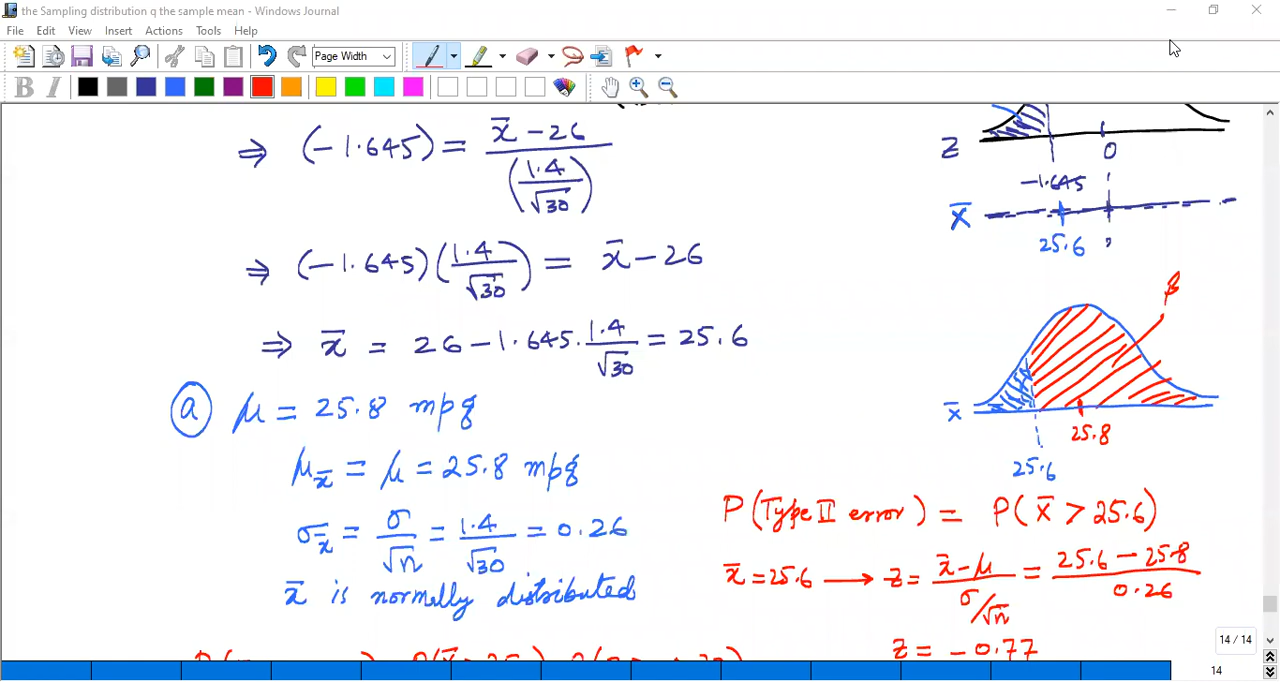 the Sampling distribution q the sample mean - Windows Journal
File Edit View Insert Actions Tools Help
Page Width
B I
⇒ (-1.645) = x̄ - 26 / (1.4/√30)
⇒ (-1.645)(1.4/√30) = x̄ - 26
⇒ x̄ = 26 - 1.645 · 1.4/√30 = 25.6
ⓐ μ = 25.8 mpg
μx̄ = μ = 25.8 mpg
σx̄ = σ/√n = 1.4/√30 = 0.26
x̄ is normally distributed
Z 0
-1.645
X̄
25.6
β
x̄
25.8
25.6
P(Type II error) = P(x̄ > 25.6)
x̄ = 25.6 → z = x̄ - μ / σ/√n = 25.6 - 25.8 / 0.26
z = -0.77
14 / 14
14